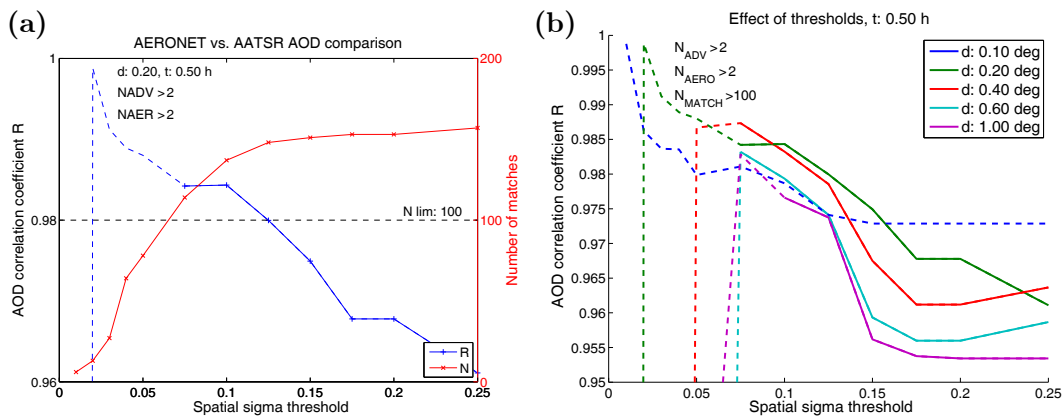 (a)
AERONET vs. AATSR AOD comparison
d: 0.20, t: 0.50 h
NADV >2
NAER >2
N lim: 100
R
N
AOD correlation coefficient R
1
0.98
0.96
Number of matches
200
100
0
0 0.05 0.1 0.15 0.2 0.25
Spatial sigma threshold
(b)
Effect of thresholds, t: 0.50 h
N_ADV >2
N_AERO >2
N_MATCH >100
d: 0.10 deg
d: 0.20 deg
d: 0.40 deg
d: 0.60 deg
d: 1.00 deg
AOD correlation coefficient R
1
0.995
0.99
0.985
0.98
0.975
0.97
0.965
0.96
0.955
0.95
0 0.05 0.1 0.15 0.2 0.25
Spatial sigma threshold